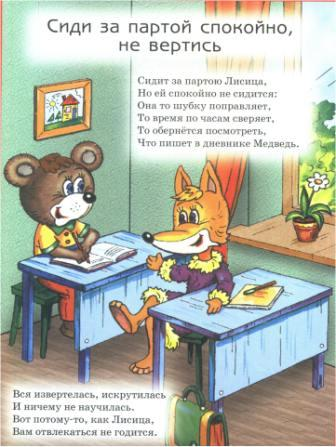 Сиди за партой спокойно,
не вертись
Сидит за партою Лисица,
Но ей спокойно не сидится:
Она то шубку поправляет,
То время по часам сверяет,
То обернётся посмотреть,
Что пишет в дневнике Медведь.
Вся извертелась, искрутилась
И ничему не научилась.
Вот потому-то, как Лисица,
Вам отвлекаться не годится.